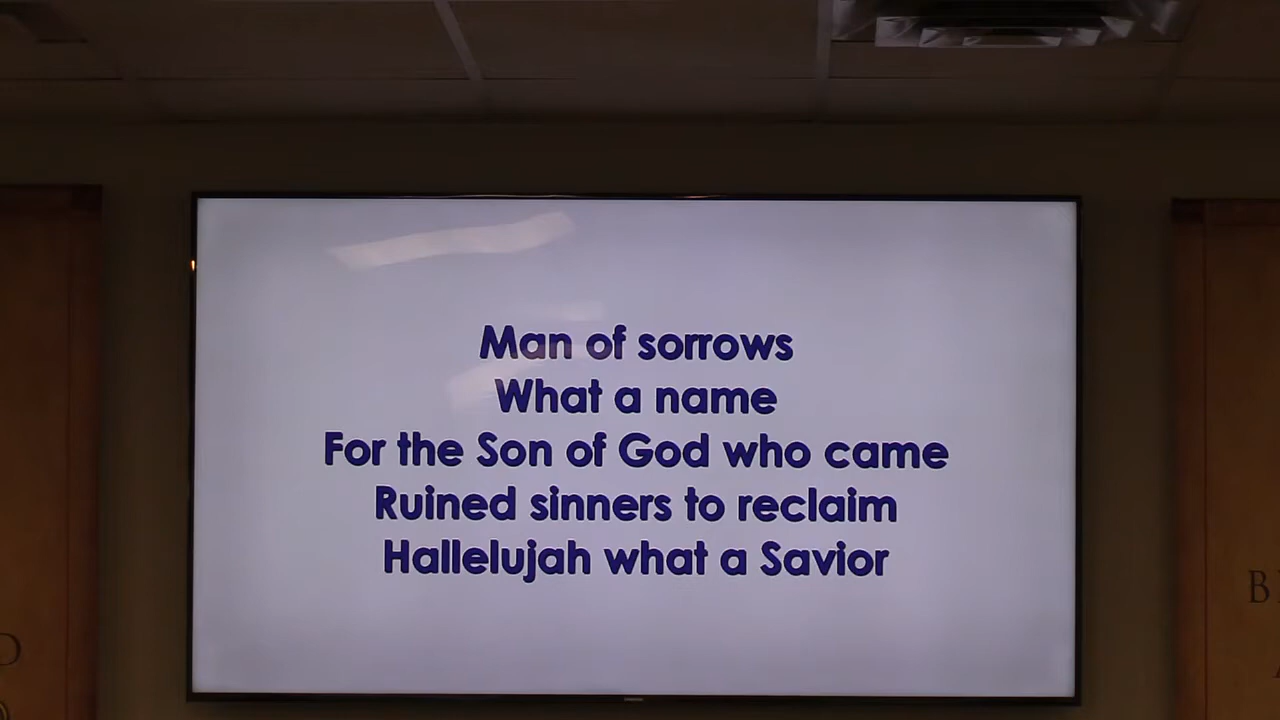 Man of sorrows
What a name
For the Son of God who came
Ruined sinners to reclaim
Hallelujah what a Savior